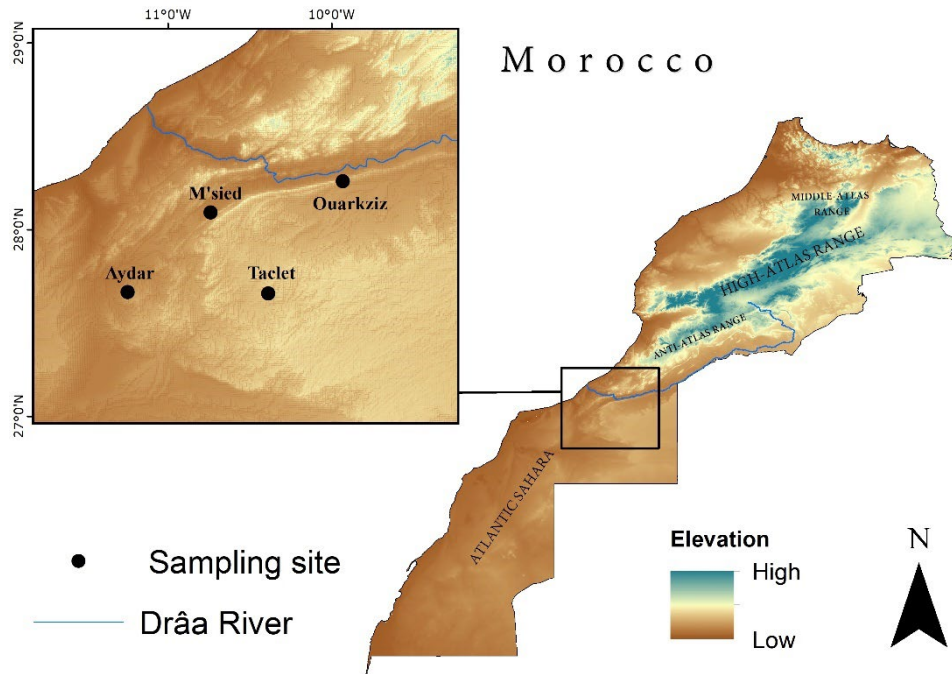 11°0'W
10°0'W
Morocco
29°0'N
28°0'N
27°0'N
M'sied
Ouarkziz
Aydar
Taclet
MIDDLE-ATLAS
RANGE
HIGH-ATLAS RANGE
ANTI-ATLAS RANGE
ATLANTIC SAHARA
Sampling site
Drâa River
Elevation
High
Low
N